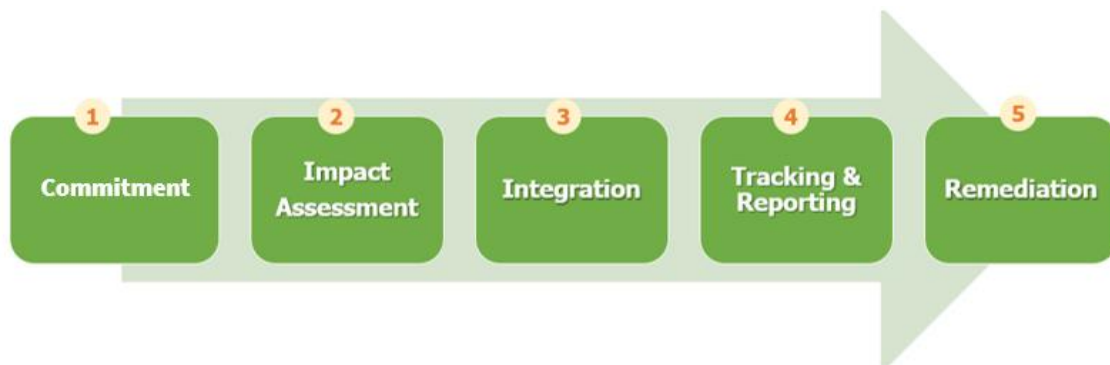 1
Commitment
2
Impact
Assessment
3
Integration
4
Tracking &
Reporting
5
Remediation